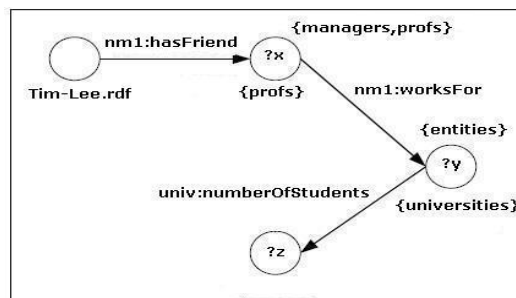 nm1:hasFriend
{managers,profs}
?x
Tim-Lee.rdf
{profs}
nm1:worksFor
{entities}
?y
univ:numberOfStudents
{universities}
?z